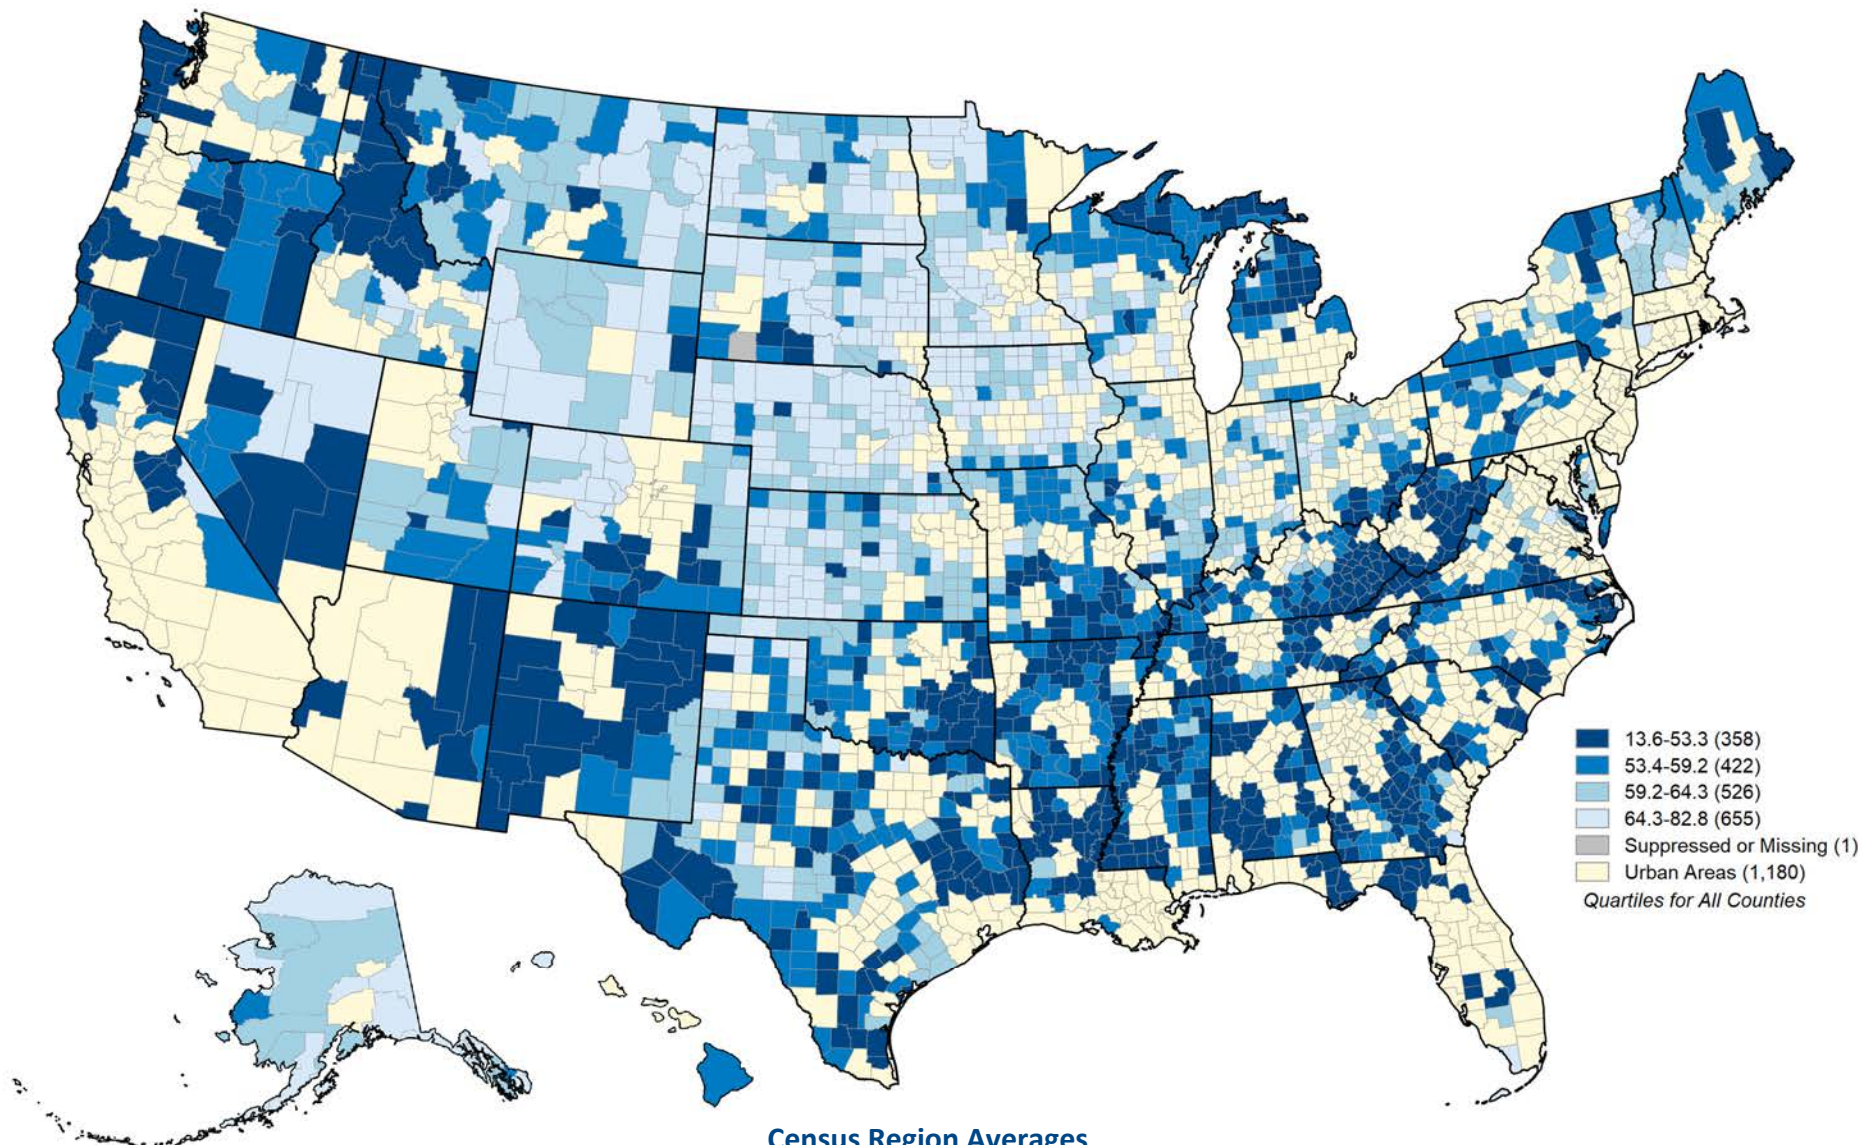 13.6-53.3 (358)
53.4-59.2 (422)
59.2-64.3 (526)
64.3-82.8 (655)
Suppressed or Missing (1)
Urban Areas (1,180)
Quartiles for All Counties
Census Region Averages